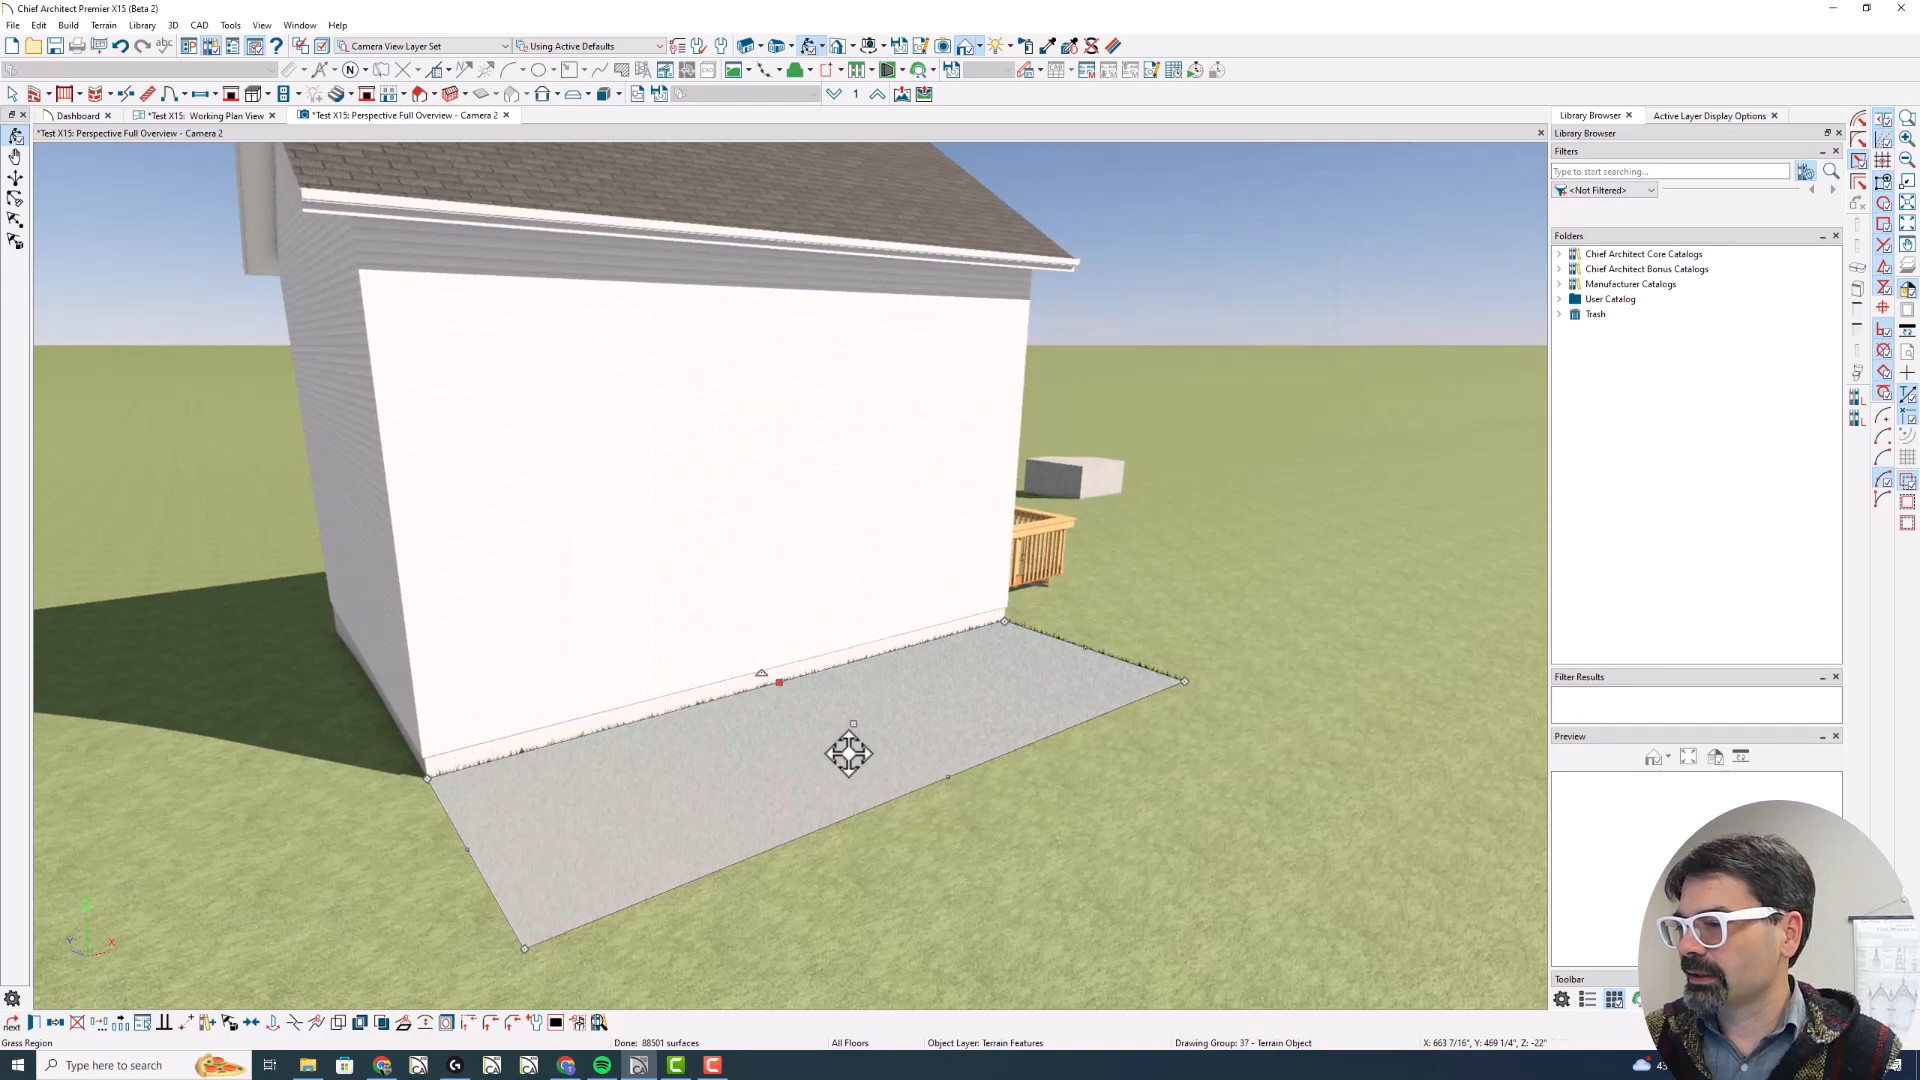 Chief Architect Premier X15 (Beta 2)
File Edit Build Terrain Library 3D CAD Tools View Window Help
Camera View Layer Set
Using Active Defaults
1
Dashboard
*Test X15: Working Plan View
*Test X15: Perspective Full Overview - Camera 2
*Test X15: Perspective Full Overview - Camera 2
Library Browser
Active Layer Display Options
Library Browser
Filters
Type to start searching...
<Not Filtered>
Folders
Chief Architect Core Catalogs
Chief Architect Bonus Catalogs
Manufacturer Catalogs
User Catalog
Trash
Filter Results
Preview
Toolbar
Z
Y
X
next
Grass Region
Done: 88501 surfaces
All Floors
Object Layer: Terrain Features
Drawing Group: 37 - Terrain Object
X: 663 7/16", Y: 469 1/4", Z: -22"
Type here to search